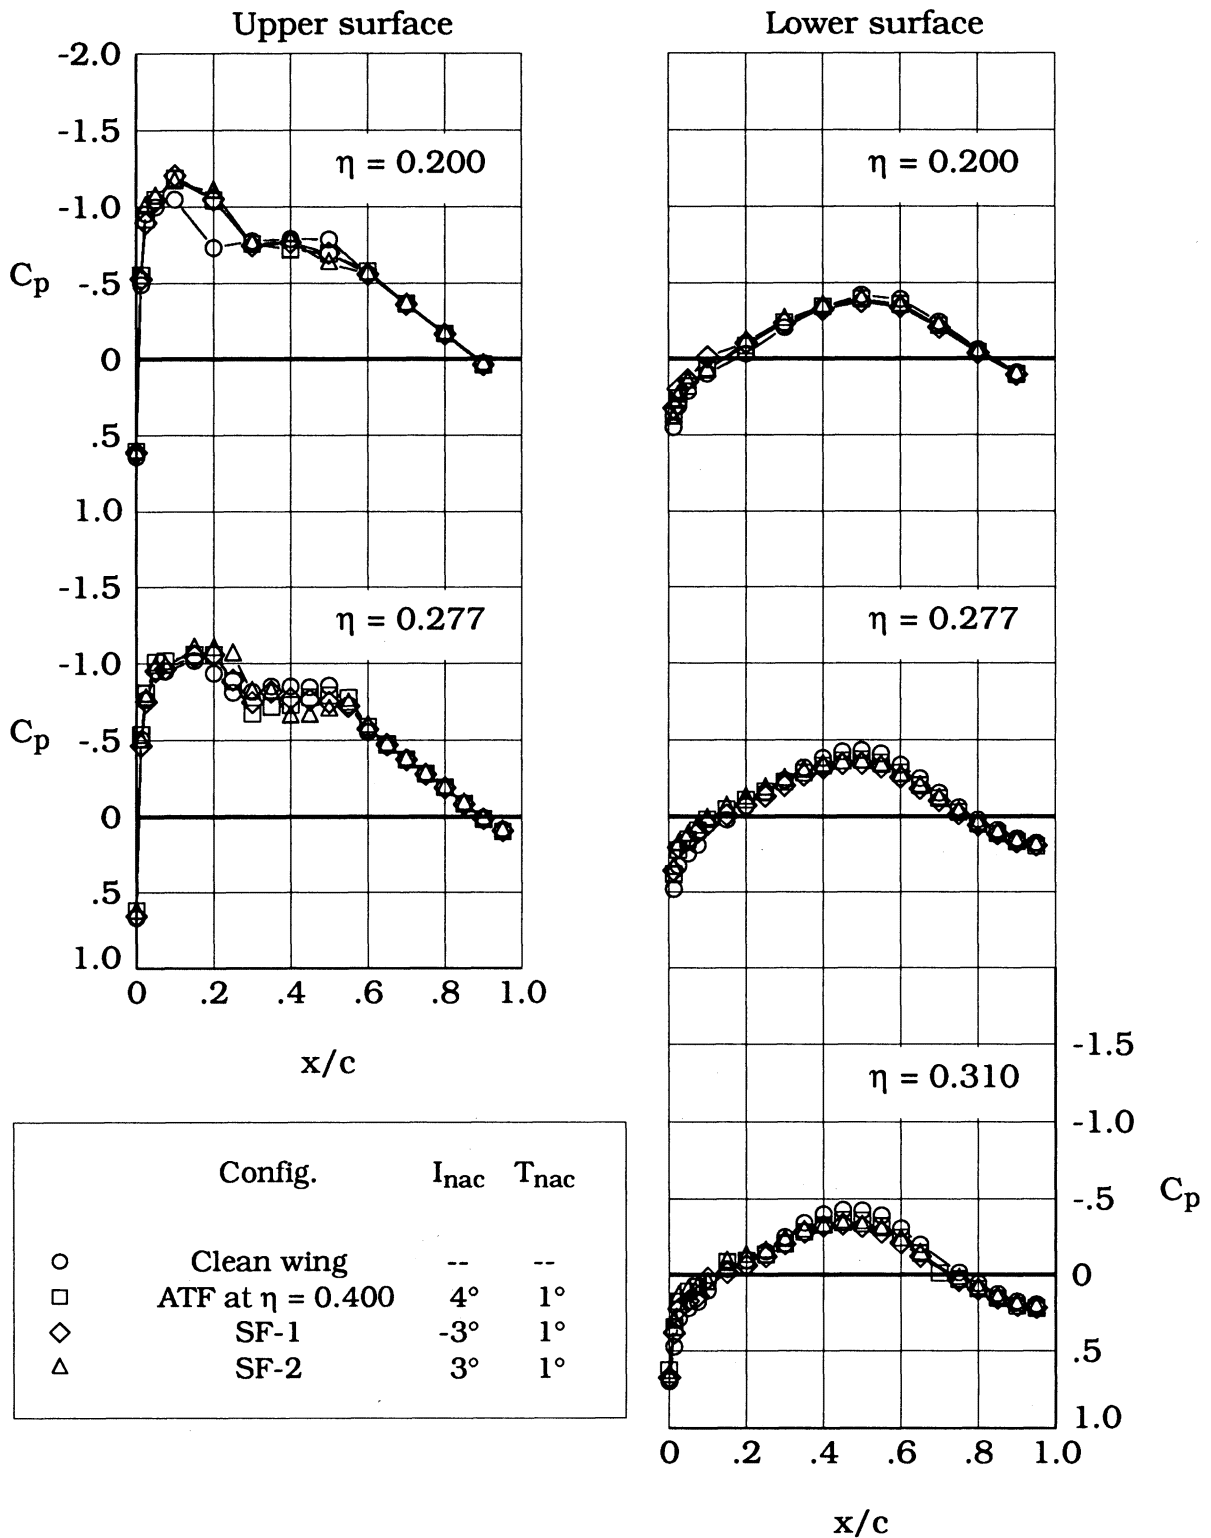 Upper surface
Lower surface
-2.0
-1.5
η = 0.200
η = 0.200
-1.0
Cp
-.5
0
.5
1.0
-1.5
η = 0.277
η = 0.277
-1.0
Cp
-.5
0
.5
1.0
0 .2 .4 .6 .8 1.0
x/c
-1.5
η = 0.310
-1.0
-.5
Cp
0
.5
1.0
0 .2 .4 .6 .8 1.0
x/c
Config. Inac Tnac
Clean wing -- --
ATF at η = 0.400 4° 1°
SF-1 -3° 1°
SF-2 3° 1°